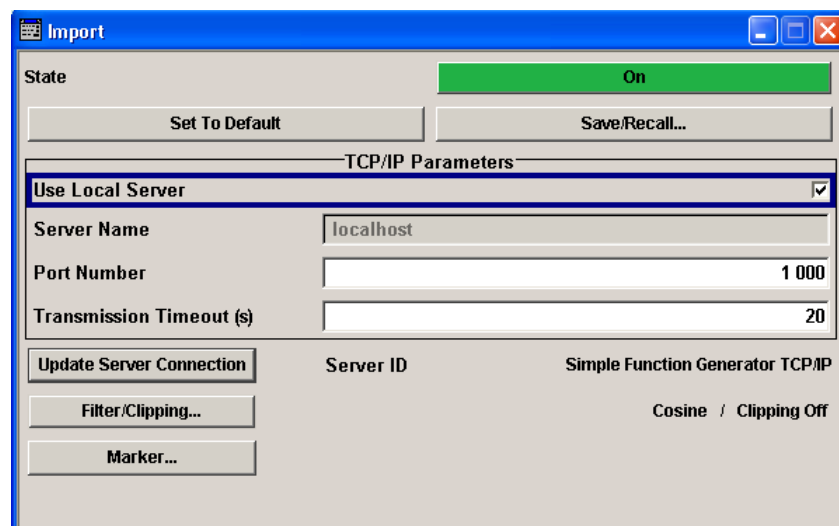 Import
State On
Set To Default Save/Recall...
TCP/IP Parameters
Use Local Server
Server Name localhost
Port Number 1 000
Transmission Timeout (s) 20
Update Server Connection Server ID Simple Function Generator TCP/IP
Filter/Clipping... Cosine / Clipping Off
Marker...